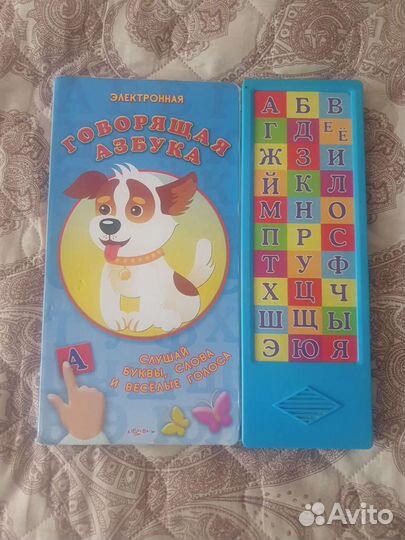 ЭЛЕКТРОННАЯ
ГОВОРЯЩАЯ
АЗБУКА
А
СЛУШАЙ
БУКВЫ, СЛОВА
И ВЕСЕЛЫЕ ГОЛОСА
А Б В
Г Д Е Ё
Ж З И
Й К Л
М Н О
П Р С
Т У Ф
Х Ц Ч
Ш Щ Ы
Э Ю Я
Avito